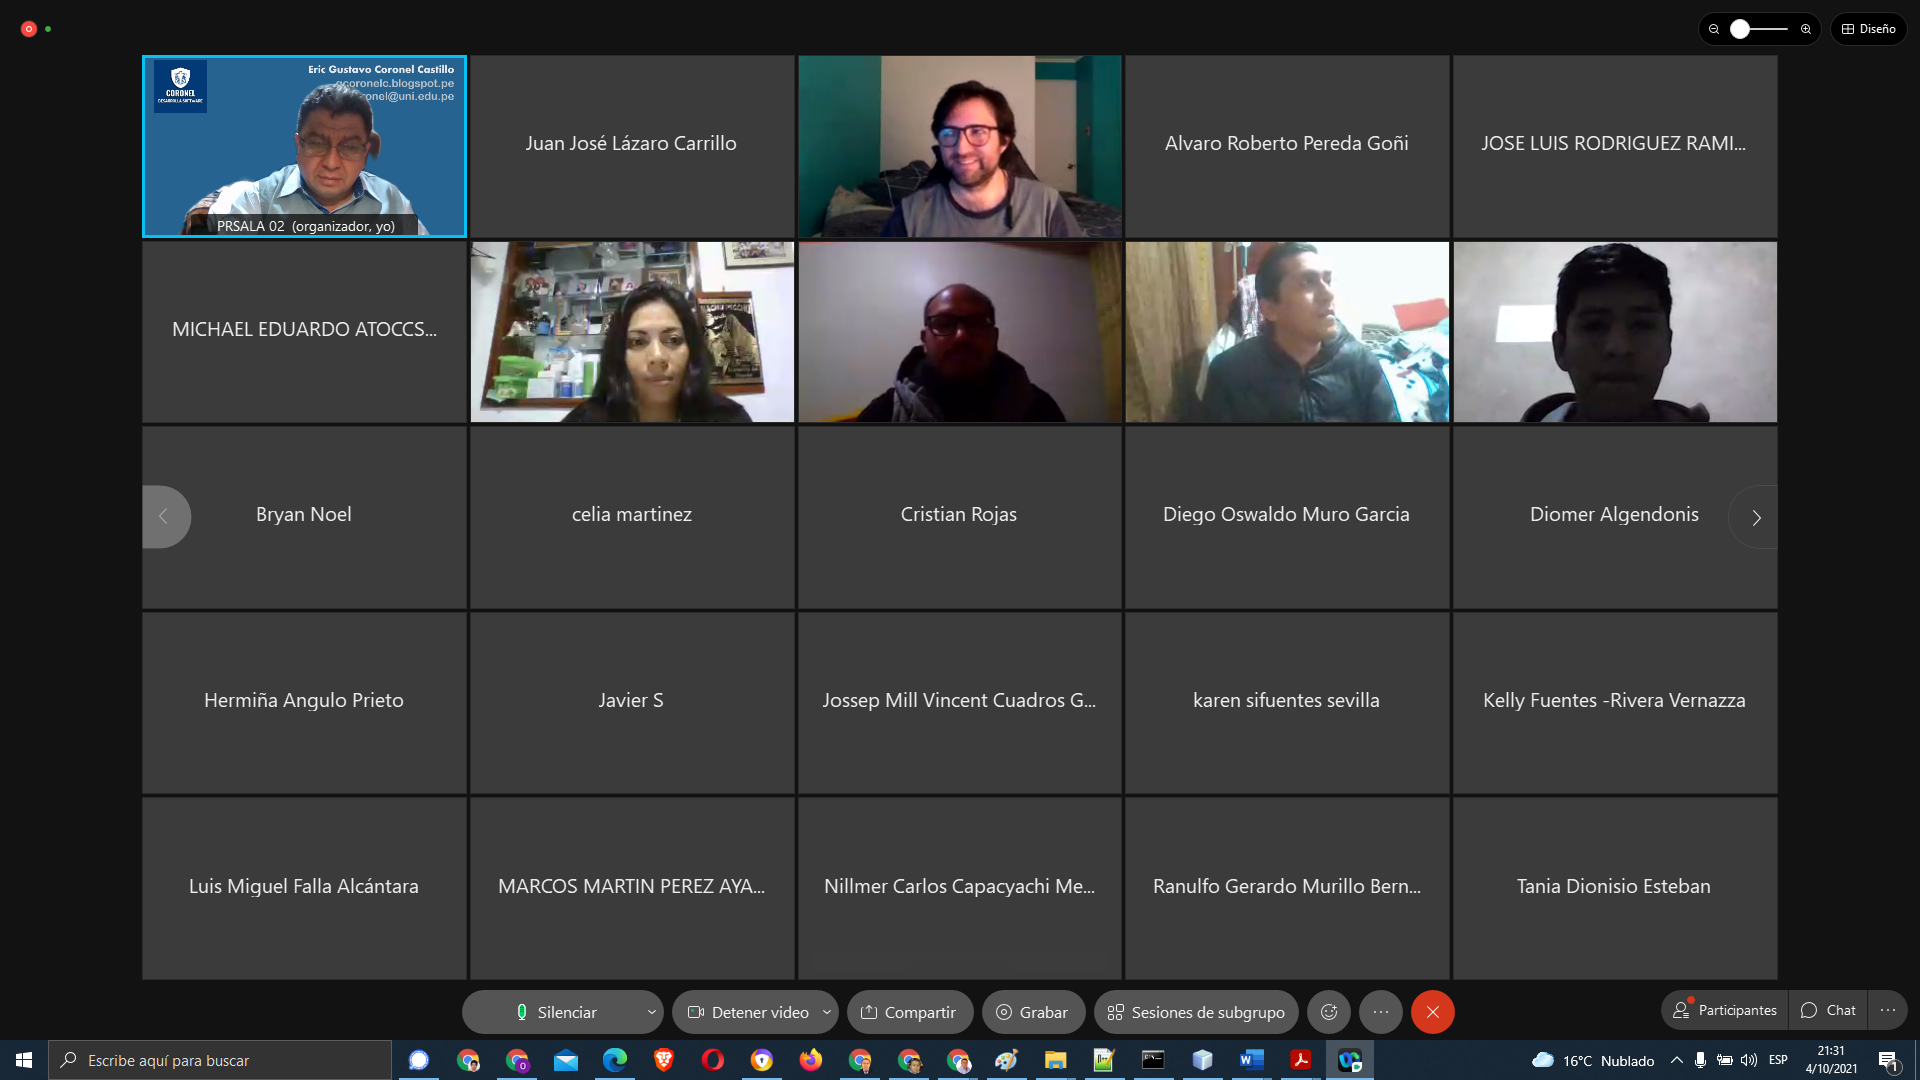 Diseño
CORONEL
DESARROLLA SOFTWARE
Eric Gustavo Coronel Castillo
gcoronelc.blogspot.pe
ronel@uni.edu.pe
PRSALA 02 (organizador, yo)
Juan José Lázaro Carrillo
Alvaro Roberto Pereda Goñi
JOSE LUIS RODRIGUEZ RAMI...
MICHAEL EDUARDO ATOCCS...
Bryan Noel
celia martinez
Cristian Rojas
Diego Oswaldo Muro Garcia
Diomer Algendonis
Hermiña Angulo Prieto
Javier S
Jossep Mill Vincent Cuadros G...
karen sifuentes sevilla
Kelly Fuentes -Rivera Vernazza
Luis Miguel Falla Alcántara
MARCOS MARTIN PEREZ AYA...
Nillmer Carlos Capacyachi Me...
Ranulfo Gerardo Murillo Bern...
Tania Dionisio Esteban
Silenciar
Detener video
Compartir
Grabar
Sesiones de subgrupo
Participantes
Chat
Escribe aquí para buscar
16°C Nublado
ESP
21:31
4/10/2021
1